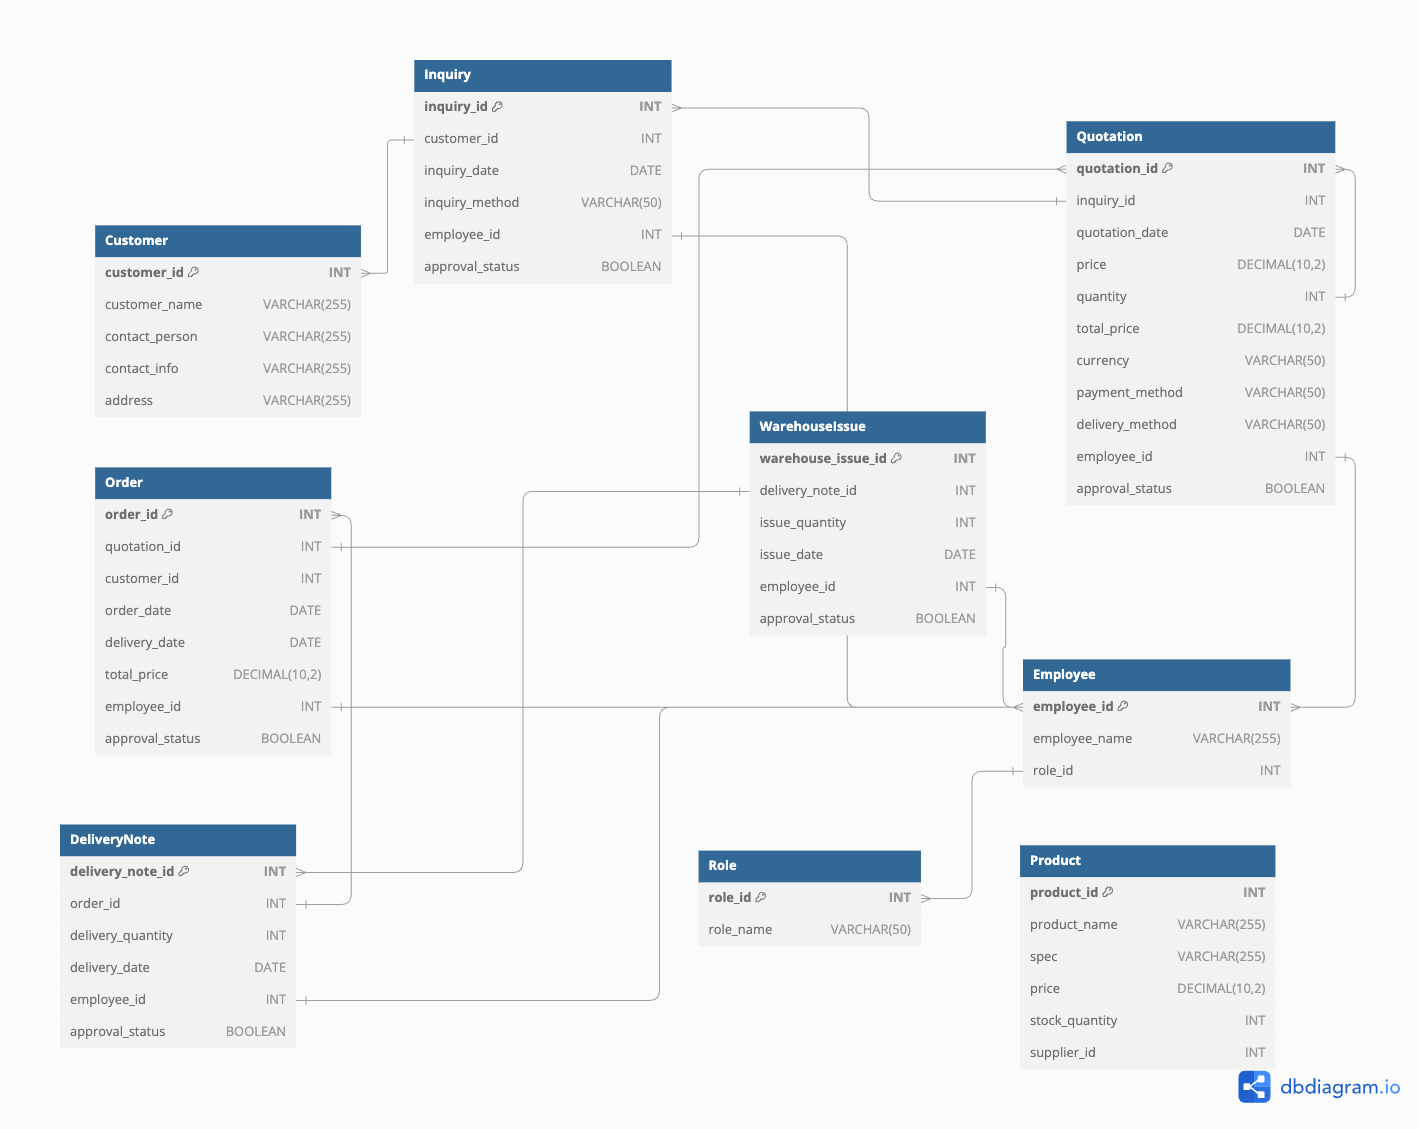 Inquiry
inquiry_id INT
customer_id INT
inquiry_date DATE
inquiry_method VARCHAR(50)
employee_id INT
approval_status BOOLEAN
Quotation
quotation_id INT
inquiry_id INT
quotation_date DATE
price DECIMAL(10,2)
quantity INT
total_price DECIMAL(10,2)
currency VARCHAR(50)
payment_method VARCHAR(50)
delivery_method VARCHAR(50)
employee_id INT
approval_status BOOLEAN
Customer
customer_id INT
customer_name VARCHAR(255)
contact_person VARCHAR(255)
contact_info VARCHAR(255)
address VARCHAR(255)
WarehouseIssue
warehouse_issue_id INT
delivery_note_id INT
issue_quantity INT
issue_date DATE
employee_id INT
approval_status BOOLEAN
Order
order_id INT
quotation_id INT
customer_id INT
order_date DATE
delivery_date DATE
total_price DECIMAL(10,2)
employee_id INT
approval_status BOOLEAN
Employee
employee_id INT
employee_name VARCHAR(255)
role_id INT
DeliveryNote
delivery_note_id INT
order_id INT
delivery_quantity INT
delivery_date DATE
employee_id INT
approval_status BOOLEAN
Role
role_id INT
role_name VARCHAR(50)
Product
product_id INT
product_name VARCHAR(255)
spec VARCHAR(255)
price DECIMAL(10,2)
stock_quantity INT
supplier_id INT
dbdiagram.io